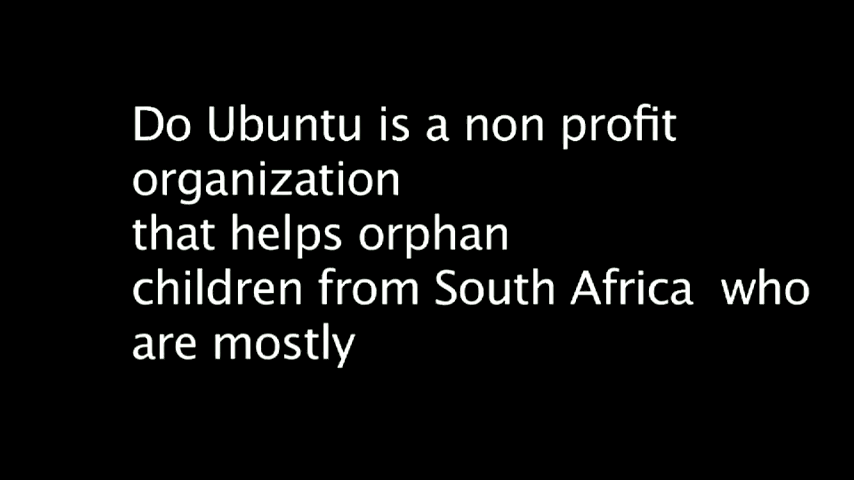 Do Ubuntu is a non profit
organization
that helps orphan
children from South Africa  who
are mostly